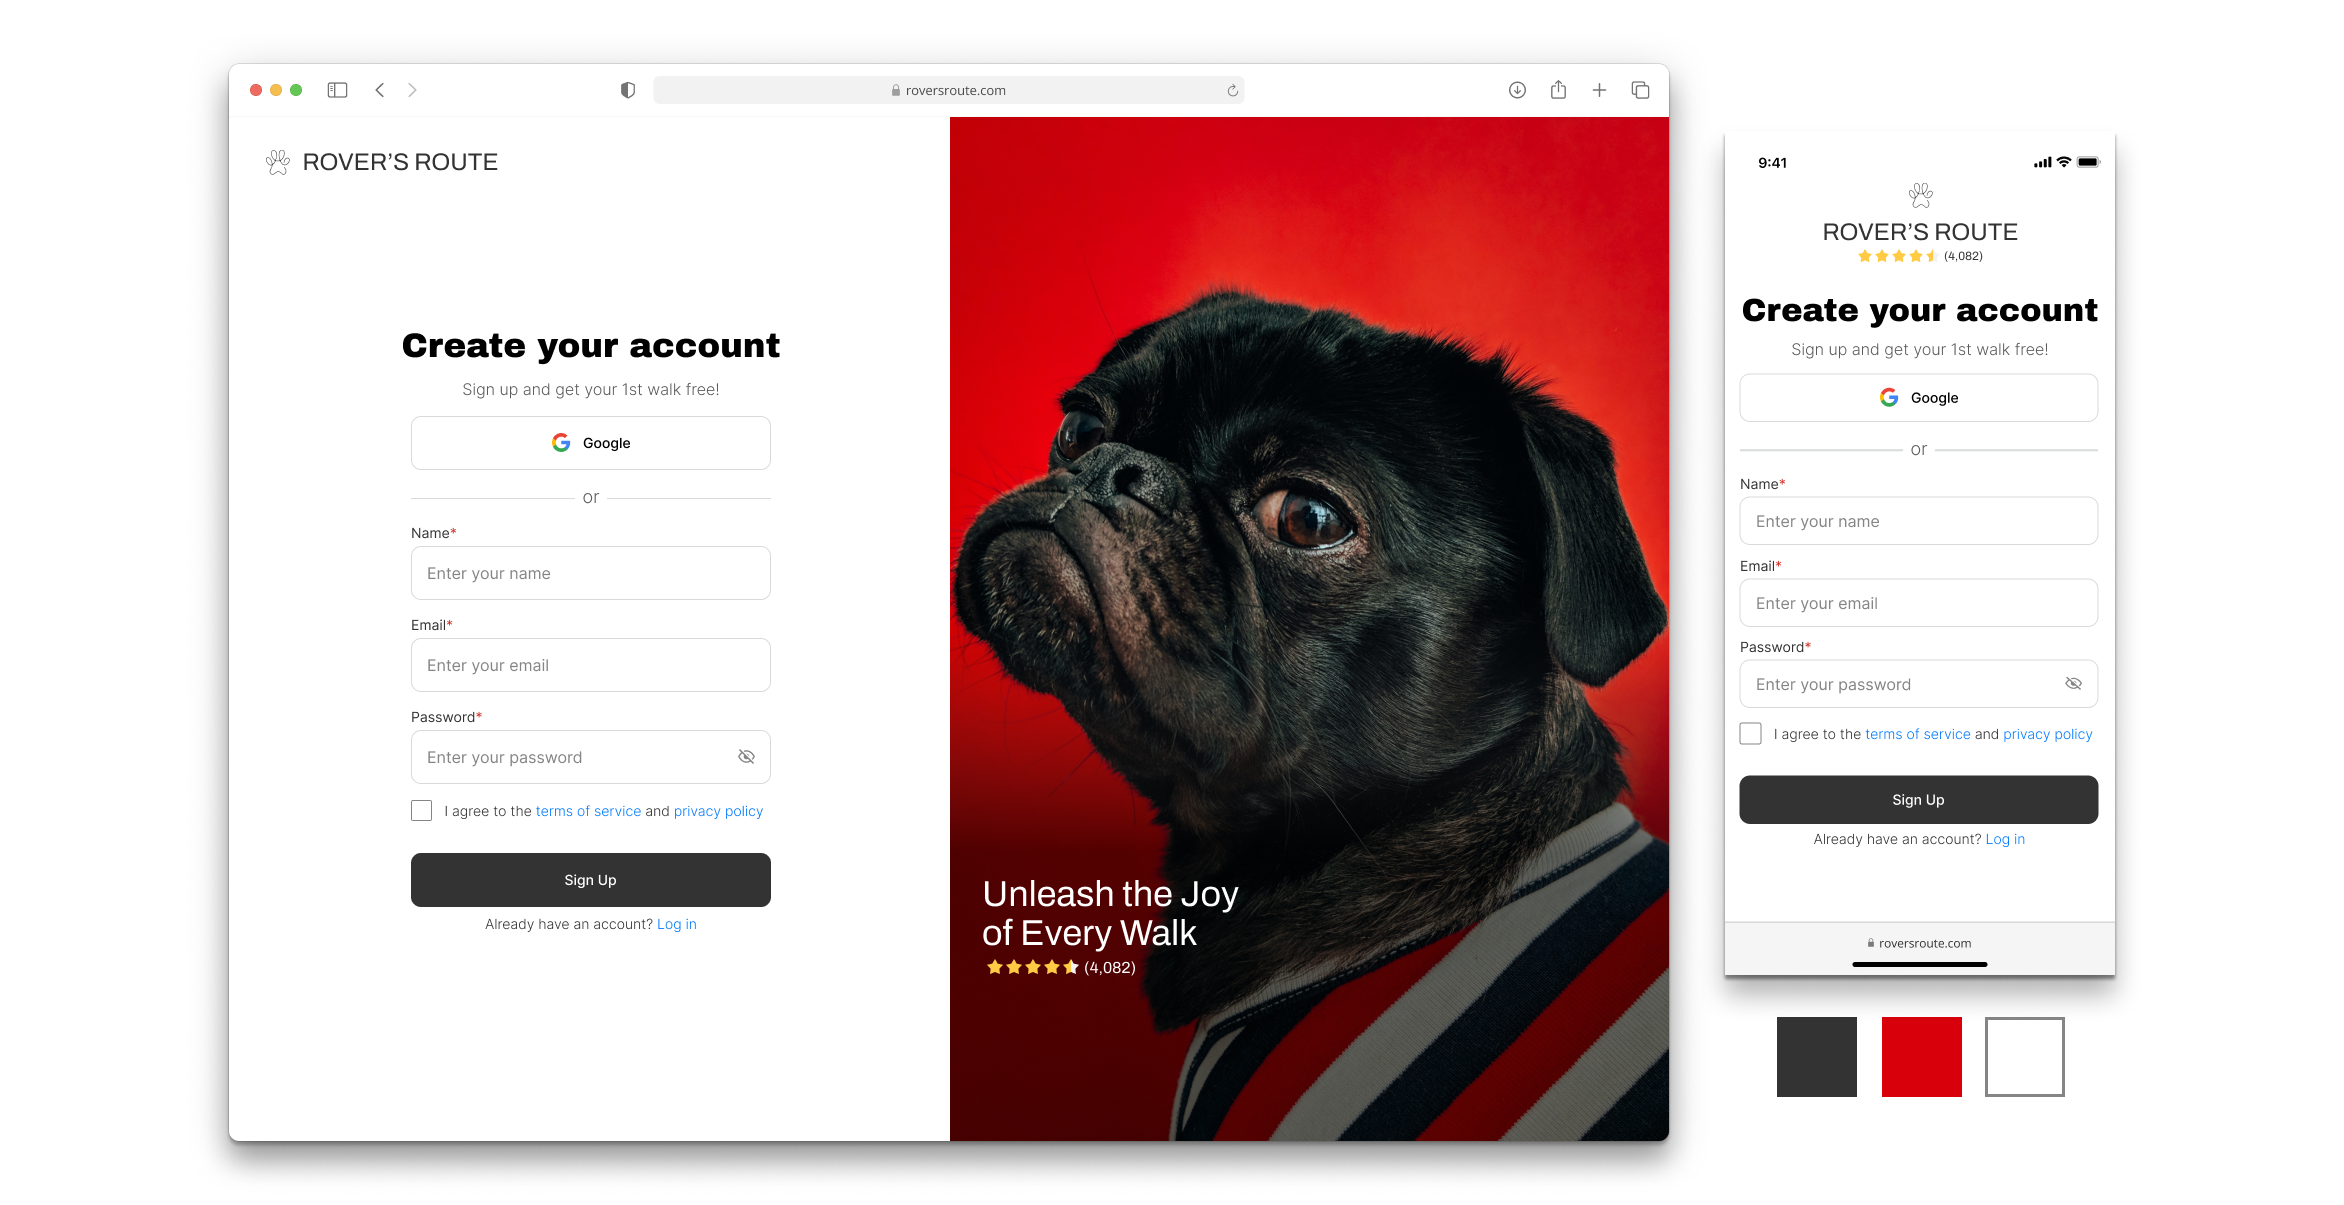 roversroute.com
ROVER’S ROUTE
Create your account
Sign up and get your 1st walk free!
Google
or
Name*
Enter your name
Email*
Enter your email
Password*
Enter your password
I agree to the terms of service and privacy policy
Sign Up
Already have an account? Log in
Unleash the Joy
of Every Walk
(4,082)
9:41
ROVER’S ROUTE
(4,082)
Create your account
Sign up and get your 1st walk free!
Google
or
Name*
Enter your name
Email*
Enter your email
Password*
Enter your password
I agree to the terms of service and privacy policy
Sign Up
Already have an account? Log in
roversroute.com